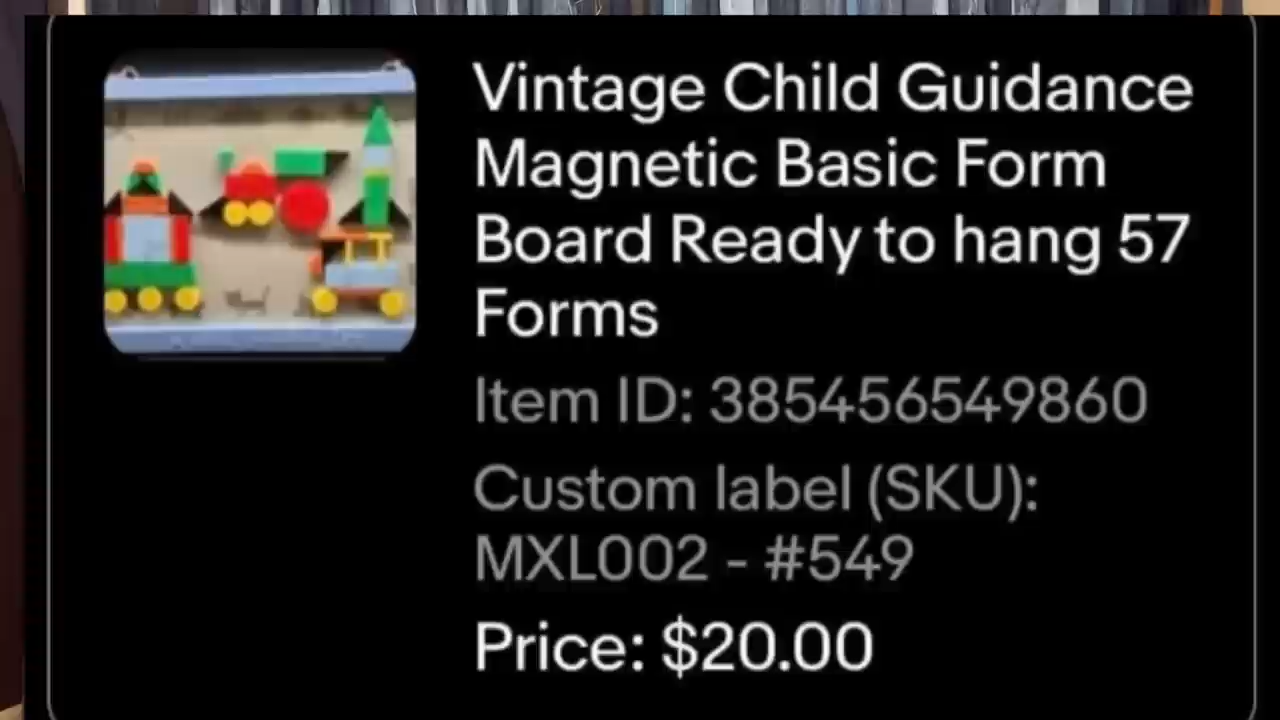 Vintage Child Guidance
Magnetic Basic Form
Board Ready to hang 57
Forms
Item ID: 385456549860
Custom label (SKU):
MXL002 - #549
Price: $20.00